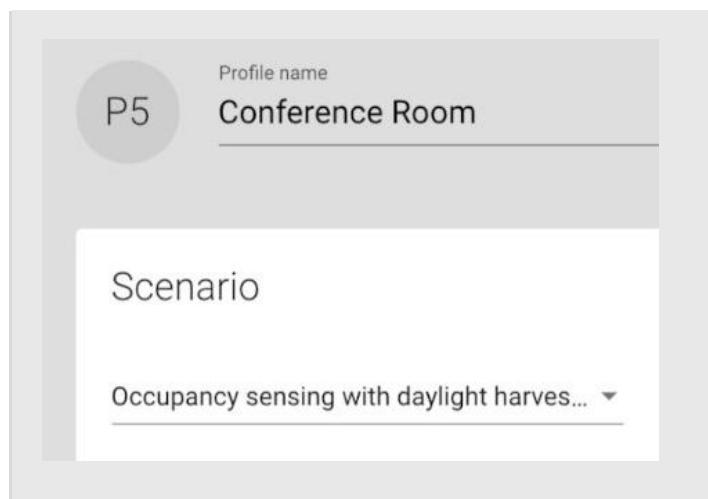 Profile name
P5
Conference Room
Scenario
Occupancy sensing with daylight harves...